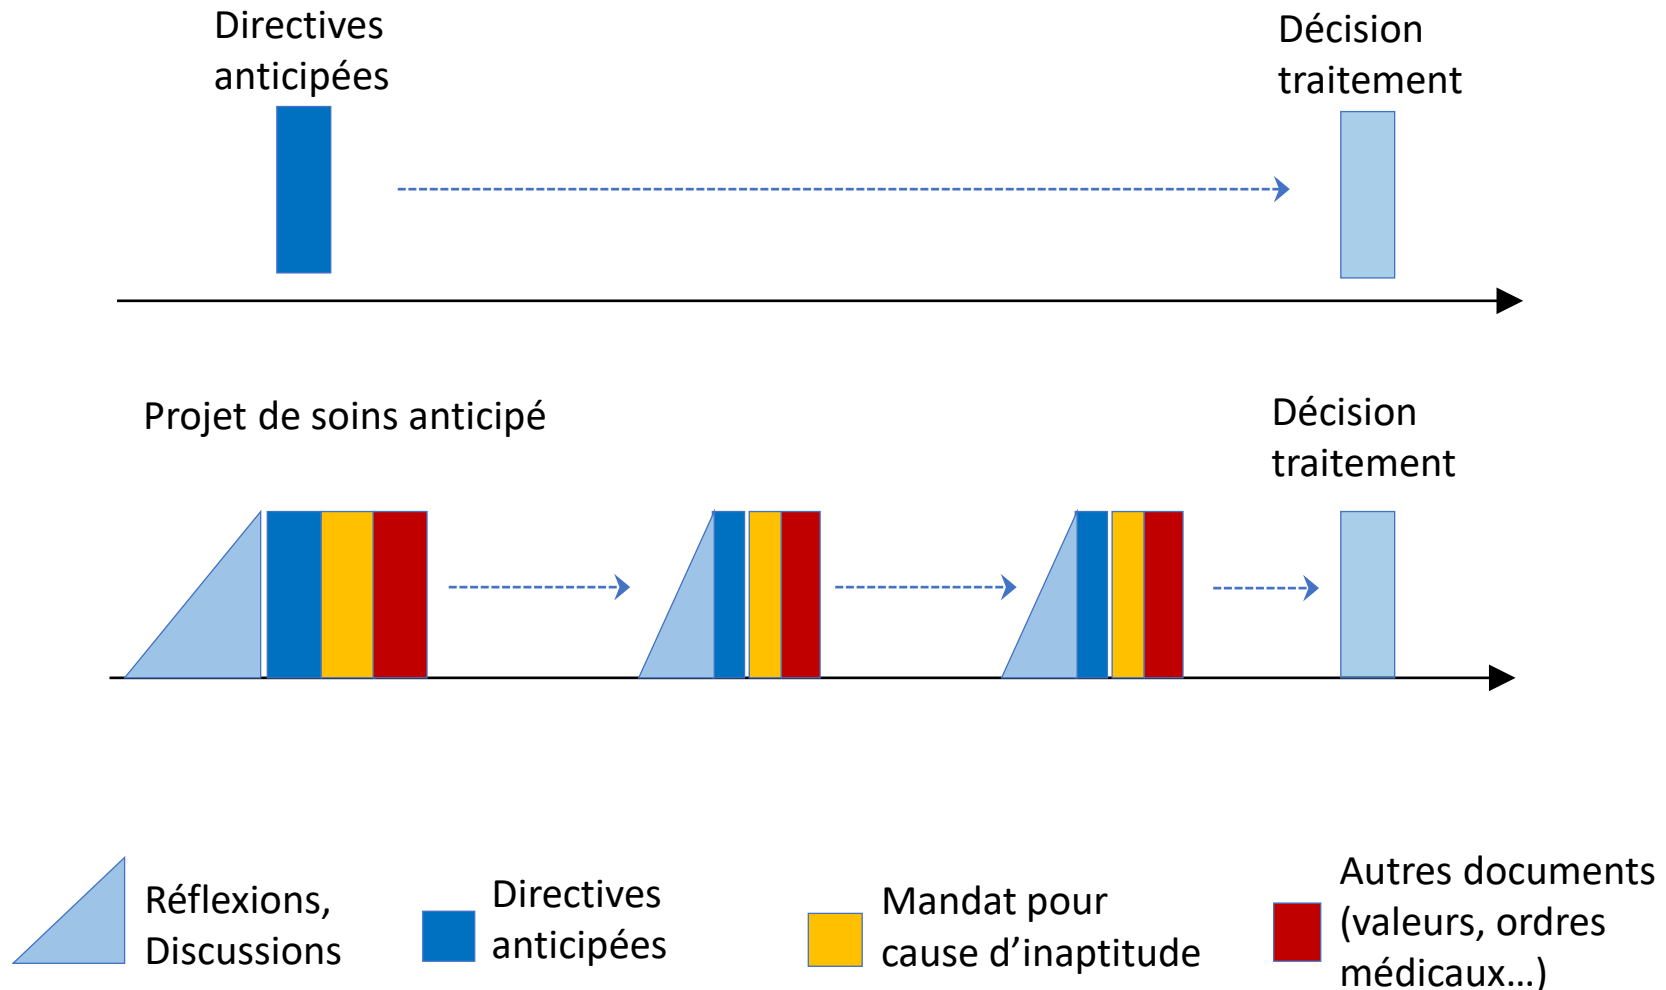 Directives
anticipées
Décision
traitement
Projet de soins anticipé
Décision
traitement
Réflexions,
Discussions
Directives
anticipées
Mandat pour
cause d’inaptitude
Autres documents
(valeurs, ordres
médicaux…)